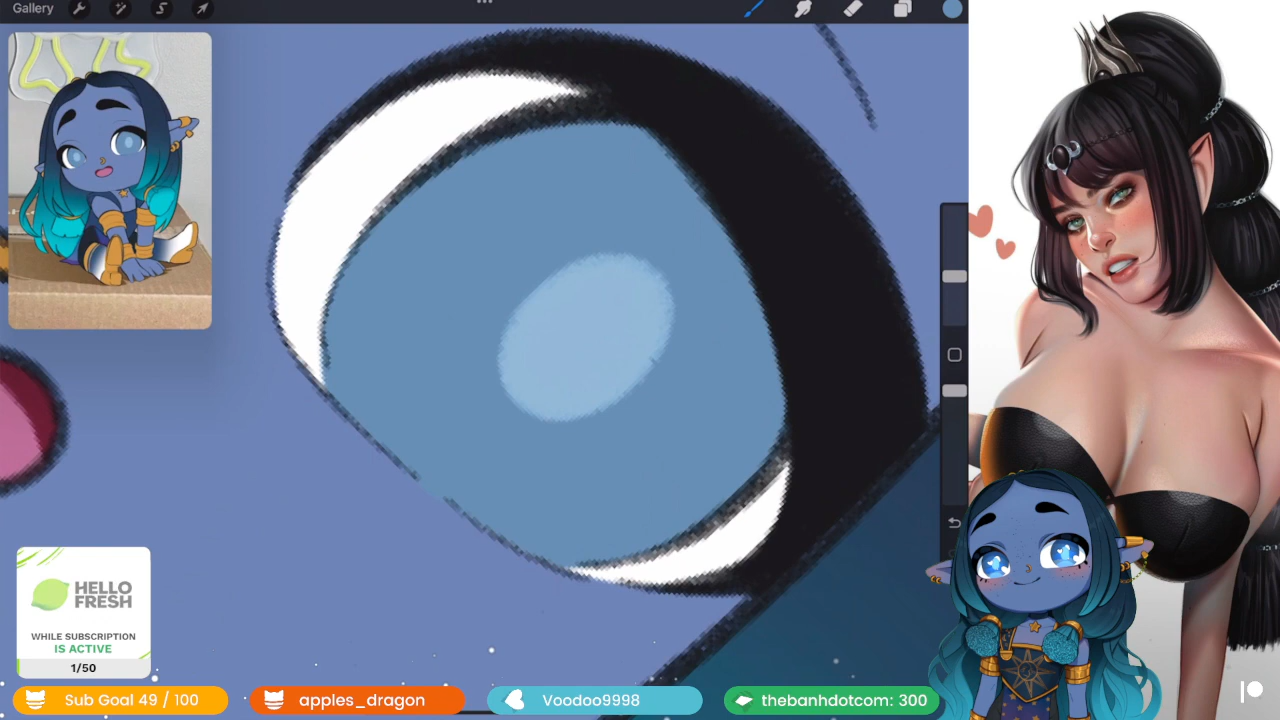 Gallery
HELLO
FRESH
WHILE SUBSCRIPTION
IS ACTIVE
1/50
Sub Goal 49 / 100
apples_dragon
Voodoo9998
thebanhdotcom: 300